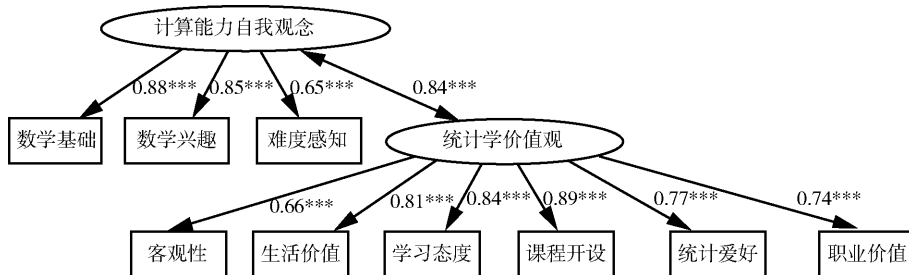 计算能力自我观念
0.88*** 0.85*** 0.65*** 0.84***
数学基础 数学兴趣 难度感知 统计学价值观
0.66*** 0.81*** 0.84*** 0.89*** 0.77*** 0.74***
客观性 生活价值 学习态度 课程开设 统计爱好 职业价值